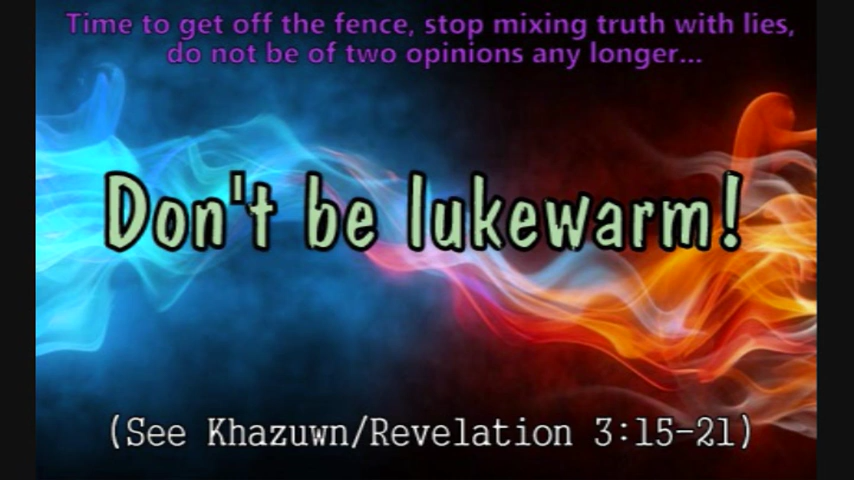 Time to get off the fence, stop mixing truth with lies,
do not be of two opinions any longer...
Don't be lukewarm!
(See Khazuwn/Revelation 3:15-21)